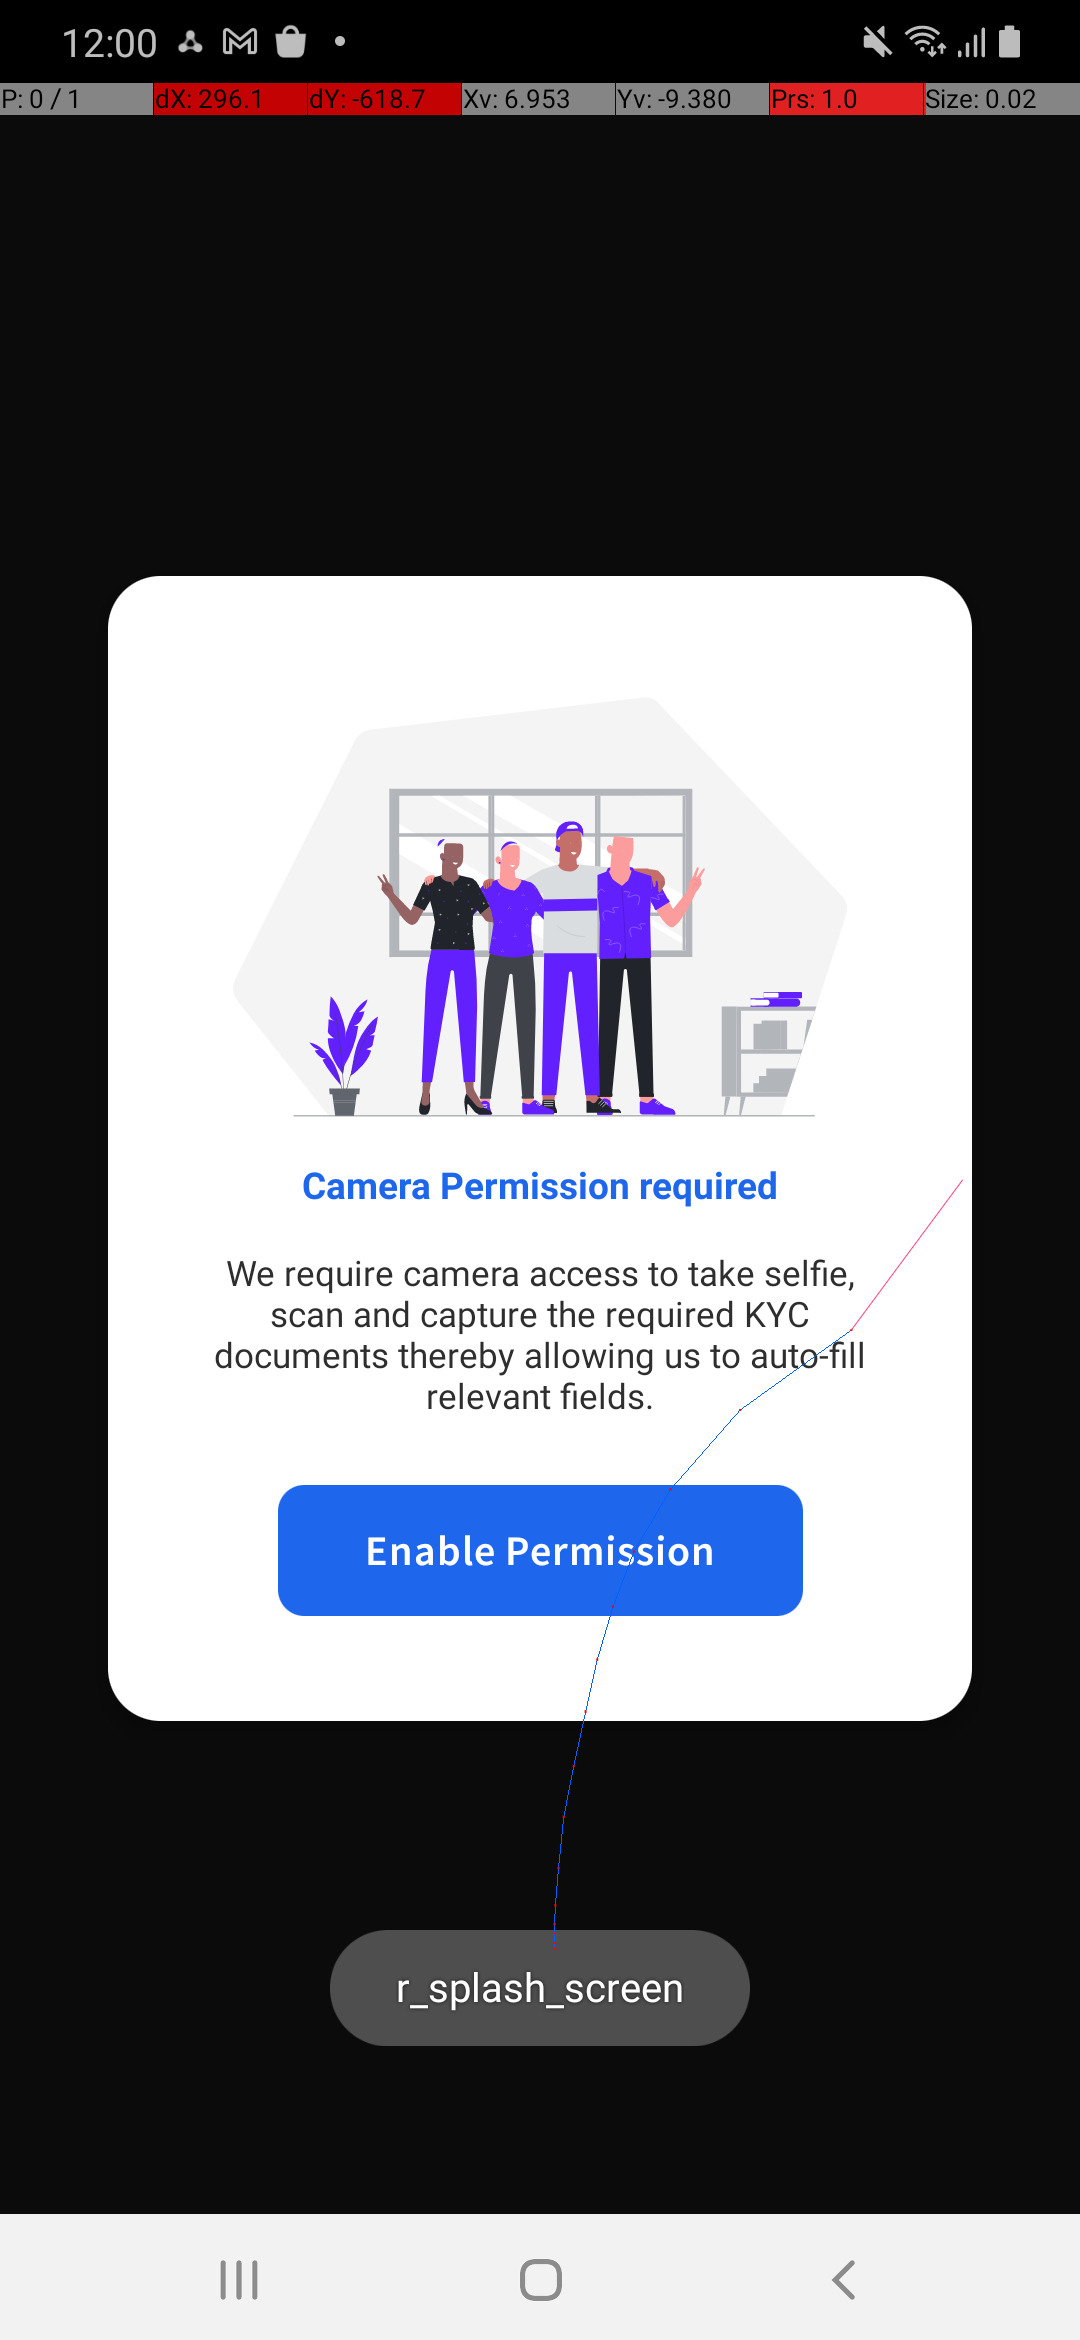 12:00
P: 0 / 1 dX: 296.1 dY: -618.7 Xv: 6.953 Yv: -9.380 Prs: 1.0 Size: 0.02
Camera Permission required
We require camera access to take selfie,
scan and capture the required KYC
documents thereby allowing us to auto-fill
relevant fields.
Enable Permission
r_splash_screen